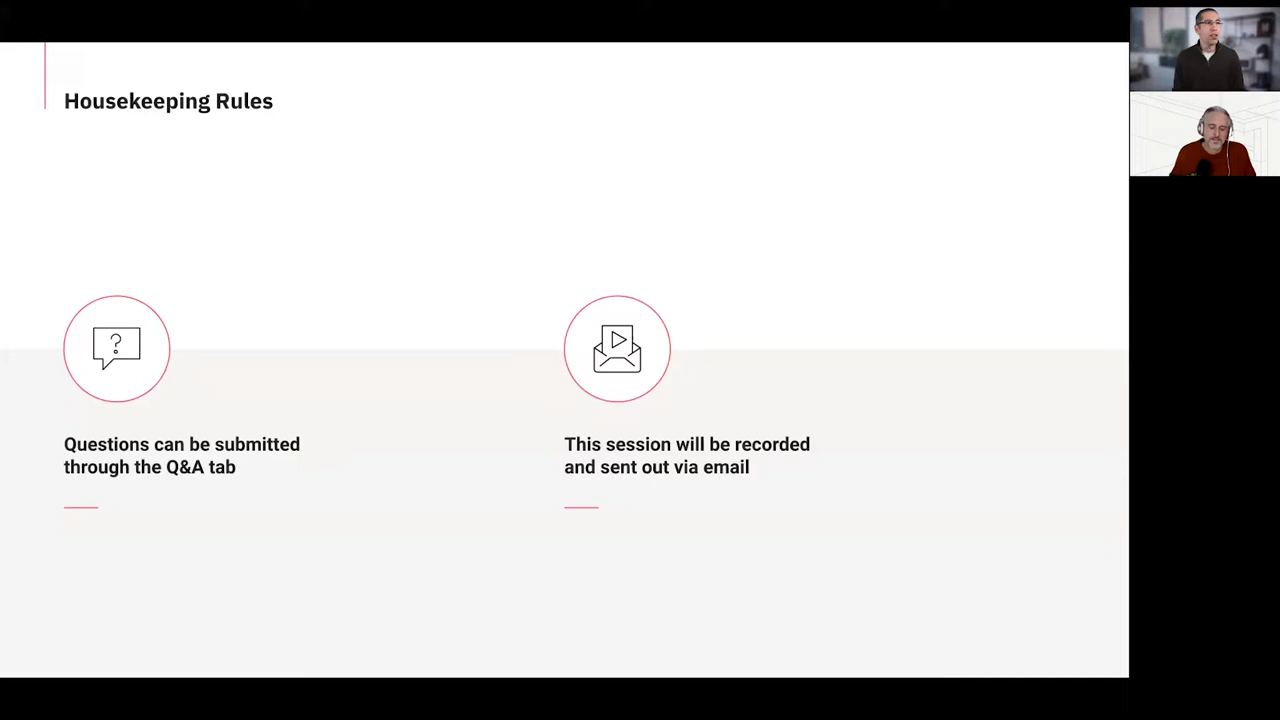 Housekeeping Rules
?
Questions can be submitted
through the Q&A tab
This session will be recorded
and sent out via email